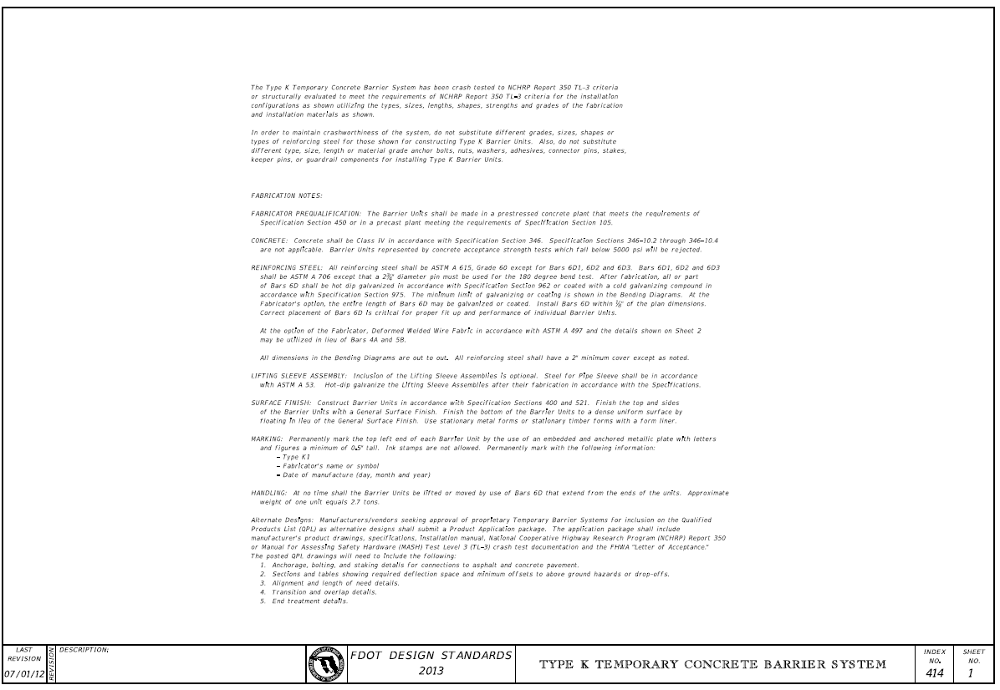 The Type K Temporary Concrete Barrier System has been crash tested to NCHRP Report 350 TL-3 criteria
or structurally evaluated to meet the requirements of NCHRP Report 350 TL-3 criteria for the installation
configurations as shown utilizing the types, sizes, lengths, shapes, strengths and grades of the fabrication
and installation materials as shown.
In order to maintain crashworthiness of the system, do not substitute different grades, sizes, shapes or
types of reinforcing steel for those shown for constructing Type K Barrier Units. Also, do not substitute
different type, size, length or material grade anchor bolts, nuts, washers, adhesives, connector pins, stakes,
keeper pins, or guardrail components for installing Type K Barrier Units.
FABRICATION NOTES:
FABRICATOR PREQUALIFICATION: The Barrier Units shall be made in a prestressed concrete plant that meets the requirements of
Specification Section 450 or in a precast plant meeting the requirements of Specification Section 105.
CONCRETE: Concrete shall be Class IV in accordance with Specification Section 346. Specification Sections 346-10.2 through 346-10.4
are not applicable. Barrier Units represented by concrete acceptance strength tests which fall below 5000 psi will be rejected.
REINFORCING STEEL: All reinforcing steel shall be ASTM A 615, Grade 60 except for Bars 6D1, 6D2 and 6D3. Bars 6D1, 6D2 and 6D3
shall be ASTM A 706 except that a diameter pin must be used for the 180 degree bend test. After fabrication, all or part
of Bars 6D shall be hot dip galvanized in accordance with Specification Section 962 or coated with a cold galvanizing compound in
accordance with Specification Section 975. The minimum limit of galvanizing or coating is shown in the Bending Diagrams. At the
Fabricator's option, the entire length of Bars 6D may be galvanized or coated. Install Bars 6D within of the plan dimensions.
Correct placement of Bars 6D is critical for proper fit up and performance of individual Barrier Units.
At the option of the Fabricator, Deformed Welded Wire Fabric in accordance with ASTM A 497 and the details shown on Sheet 2
may be utilized in lieu of Bars 4A and 5B.
All dimensions in the Bending Diagrams are out to out. All reinforcing steel shall have a 2" minimum cover except as noted.
LIFTING SLEEVE ASSEMBLY: Inclusion of the Lifting Sleeve Assemblies is optional. Steel for Pipe Sleeve shall be in accordance
with ASTM A 53. Hot-dip galvanize the Lifting Sleeve Assemblies after their fabrication in accordance with the Specifications.
SURFACE FINISH: Construct Barrier Units in accordance with Specification Sections 400 and 521. Finish the top and sides
of the Barrier Units with a General Surface Finish. Finish the bottom of the Barrier Units to a dense uniform surface by
floating in lieu of the General Surface Finish. Use stationary metal forms or stationary timber forms with a form liner.
MARKING: Permanently mark the top left end of each Barrier Unit by the use of an embedded and anchored metallic plate with letters
and figures a minimum of 0.5" tall. Ink stamps are not allowed. Permanently mark with the following information:
- Type K1
- Fabricator's name or symbol
- Date of manufacture (day, month and year)
HANDLING: At no time shall the Barrier Units be lifted or moved by use of Bars 6D that extend from the ends of the units. Approximate
weight of one unit equals 2.7 tons.
Alternate Designs: Manufacturers/vendors seeking approval of proprietary Temporary Barrier Systems for inclusion on the Qualified
Products List (QPL) as alternative designs shall submit a Product Application package. The application package shall include
manufacturer's product drawings, specifications, installation manual, National Cooperative Highway Research Program (NCHRP) Report 350
or Manual for Assessing Safety Hardware (MASH) Test Level 3 (TL-3) crash test documentation and the FHWA "Letter of Acceptance."
The posted QPL drawings will need to include the following:
1. Anchorage, bolting, and staking details for connections to asphalt and concrete pavement.
2. Sections and tables showing required deflection space and minimum offsets to above ground hazards or drop-offs.
3. Alignment and length of need details.
4. Transition and overlap details.
5. End treatment details.
LAST
REVISION
07/01/12
REVISION
DESCRIPTION:
FDOT DESIGN STANDARDS
2013
TYPE K TEMPORARY CONCRETE BARRIER SYSTEM
INDEX
NO.
414
SHEET
NO.
1